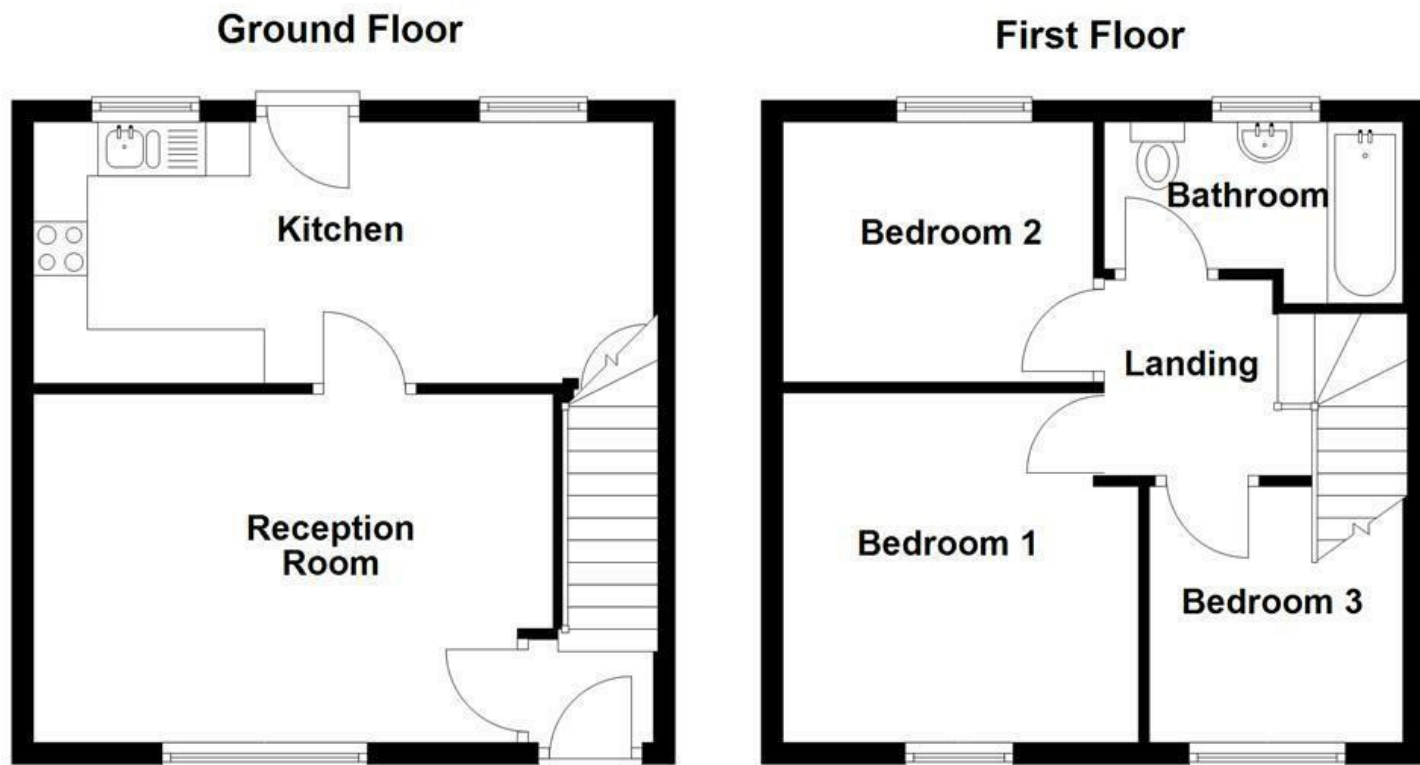 Ground Floor
Kitchen
Reception
Room
First Floor
Bedroom 2
Bathroom
Landing
Bedroom 1
Bedroom 3